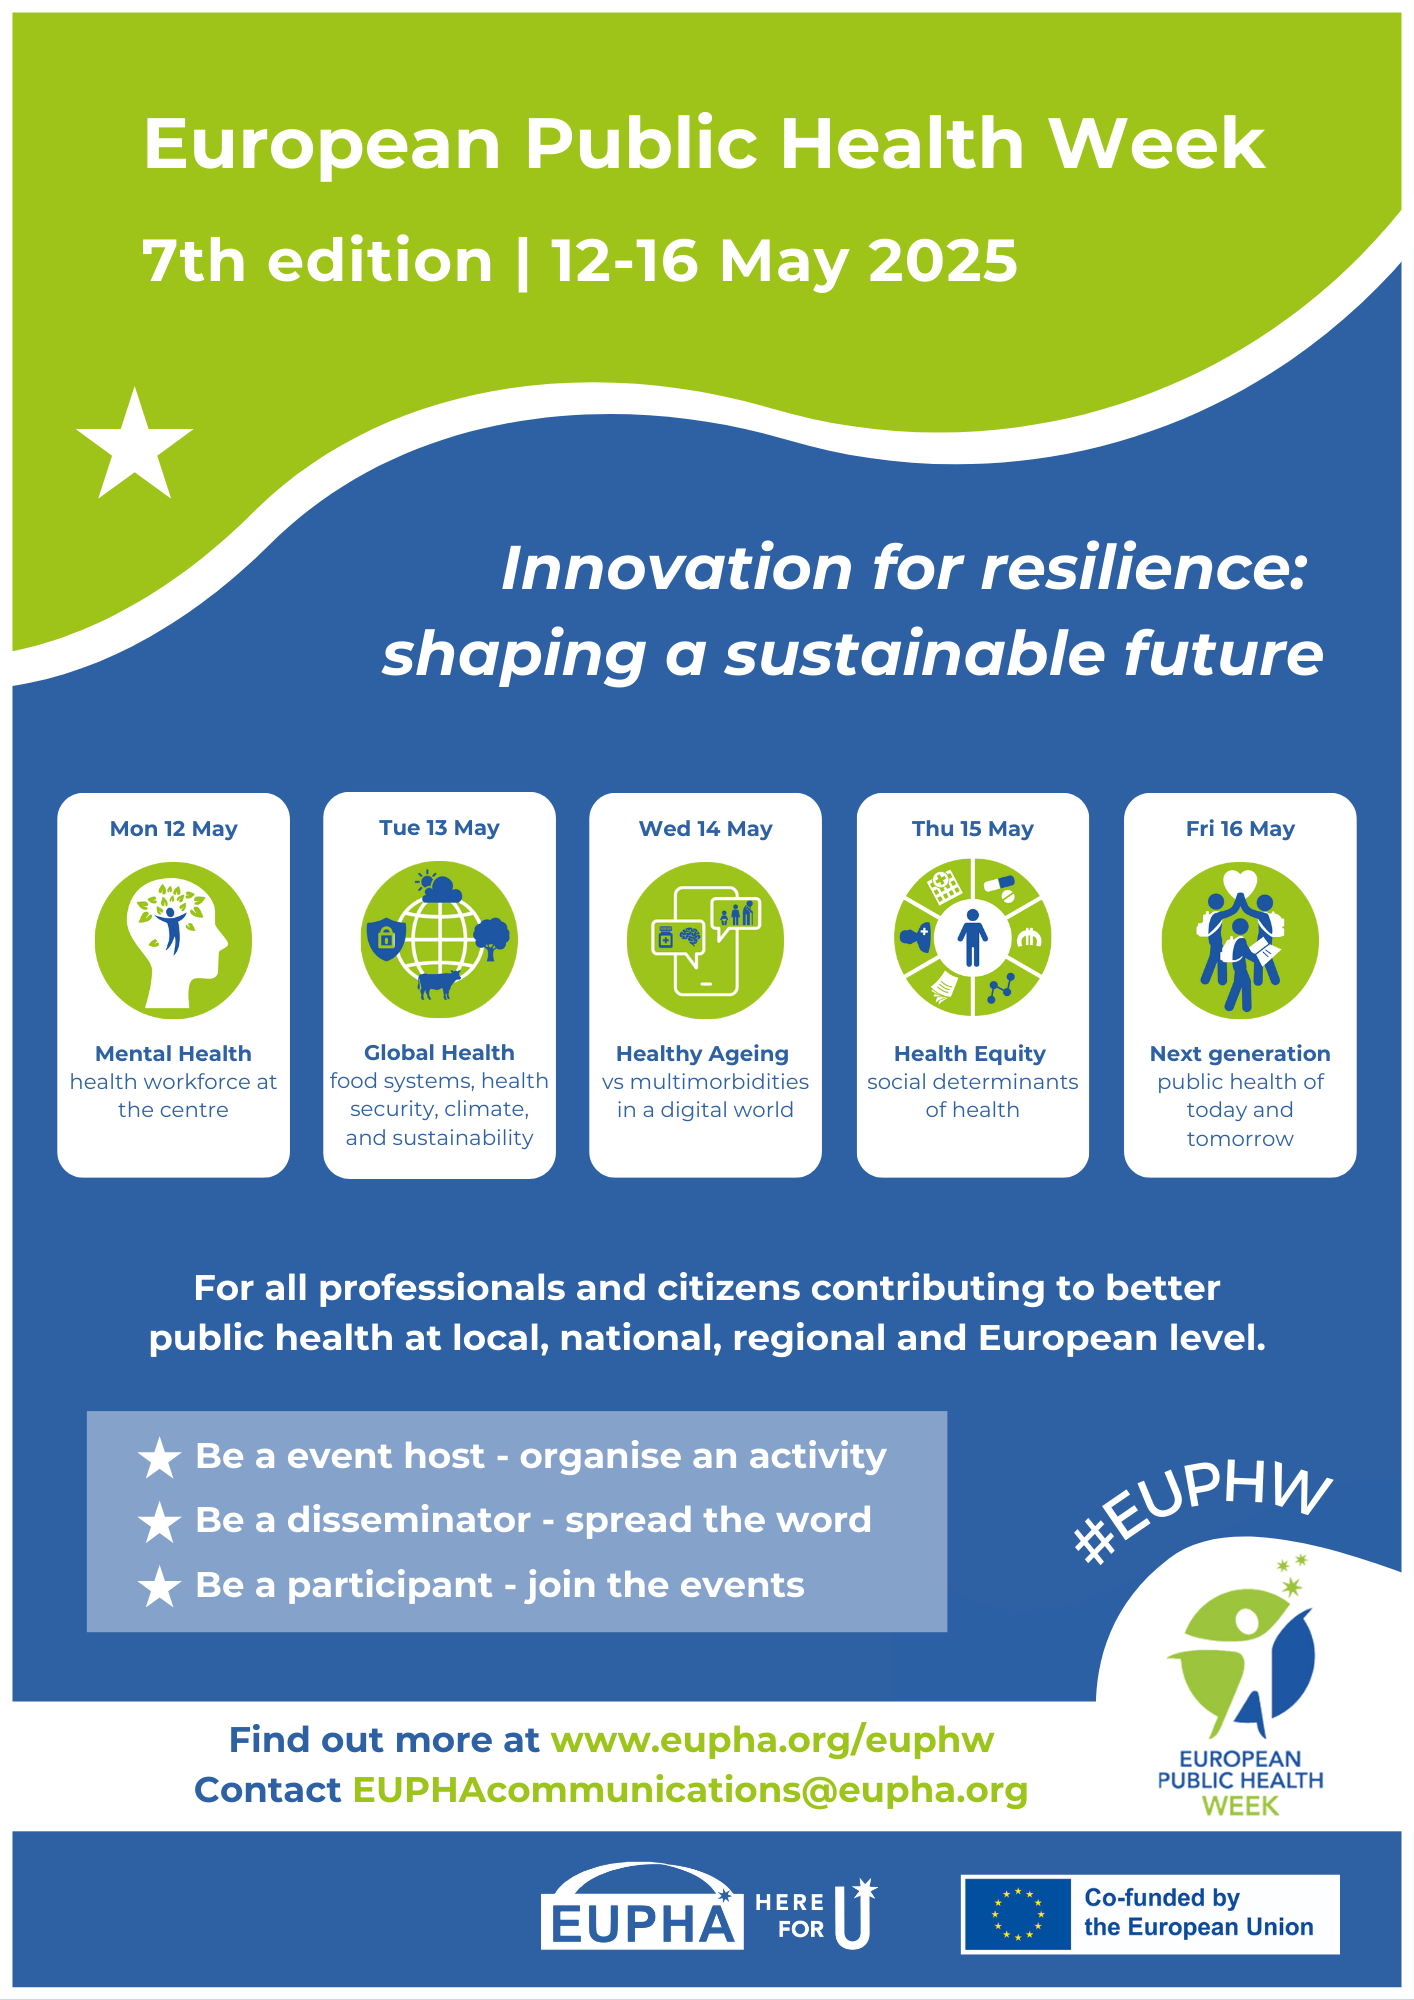 European Public Health Week
7th edition | 12-16 May 2025
Innovation for resilience:
shaping a sustainable future
Mon 12 May
Mental Health
health workforce at
the centre
Tue 13 May
Global Health
food systems, health
security, climate,
and sustainability
Wed 14 May
Healthy Ageing
vs multimorbidities
in a digital world
Thu 15 May
Health Equity
social determinants
of health
Fri 16 May
Next generation
public health of
today and
tomorrow
For all professionals and citizens contributing to better
public health at local, national, regional and European level.
Be a event host - organise an activity
Be a disseminator - spread the word
Be a participant - join the events
#EUPHW
EUROPEAN
PUBLIC HEALTH
WEEK
Find out more at www.eupha.org/euphw
Contact EUPHAcommunications@eupha.org
EUPHA
HERE
FOR U
Co-funded by
the European Union